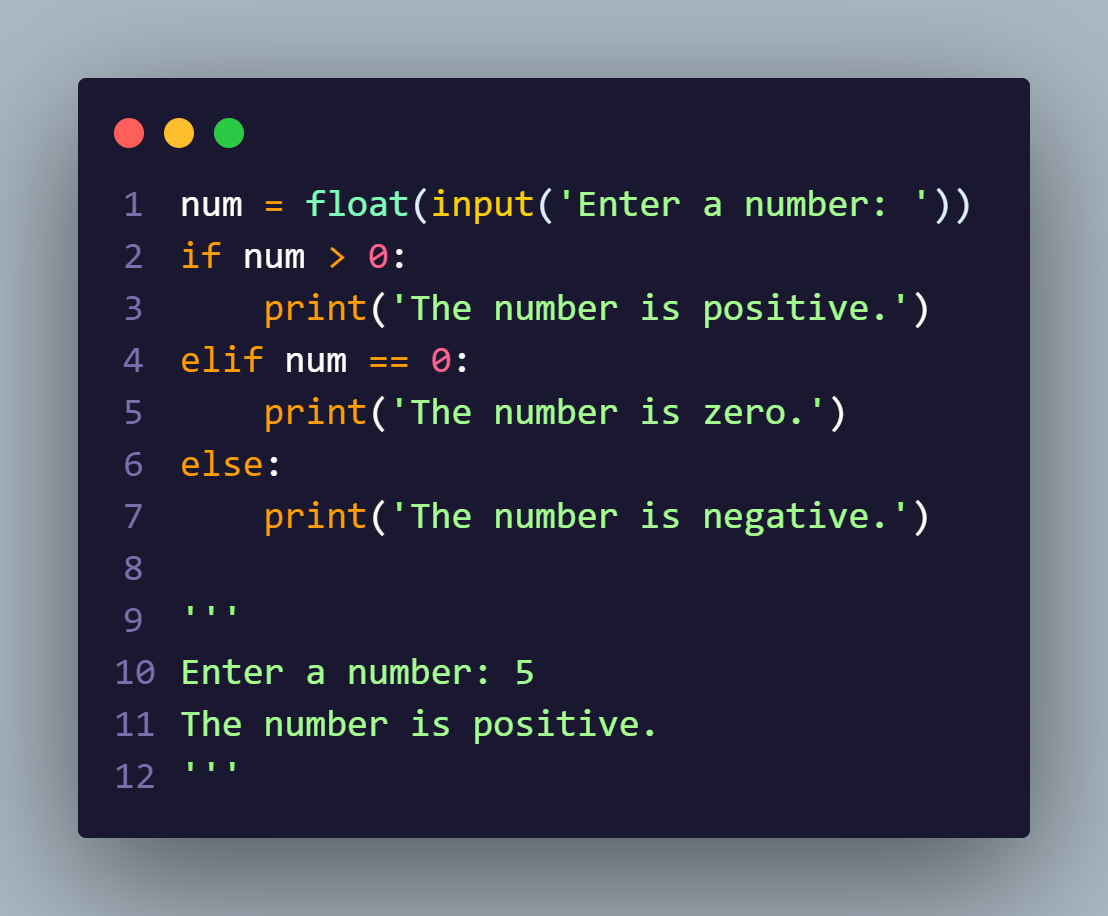 1 num = float(input('Enter a number: '))
2 if num > 0:
3     print('The number is positive.')
4 elif num == 0:
5     print('The number is zero.')
6 else:
7     print('The number is negative.')
8
9 '''
10 Enter a number: 5
11 The number is positive.
12 '''